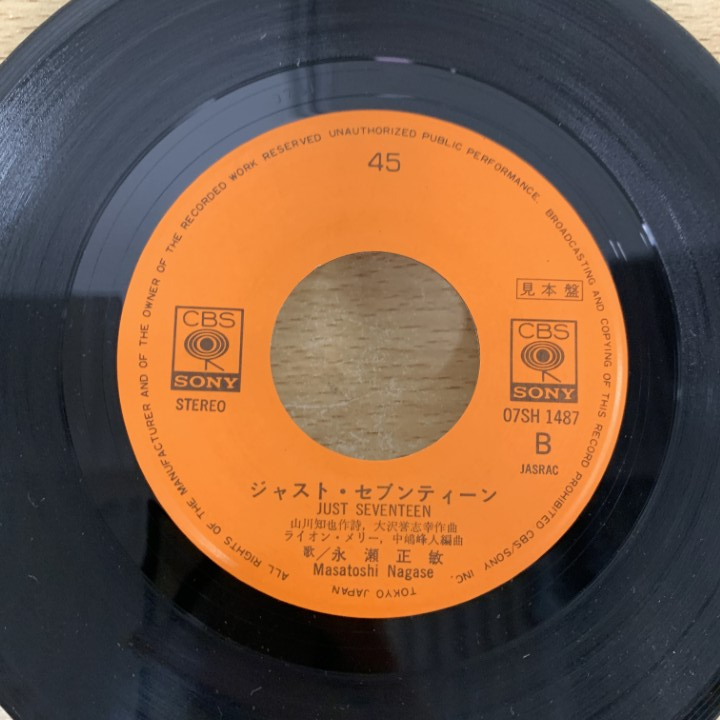 ALL RIGHTS OF THE MANUFACTURER AND OF THE OWNER OF THE RECORDED WORK RESERVED UNAUTHORIZED PUBLIC PERFORMANCE. BROADCASTING AND COPYING OF THIS RECORD PROHIBITED CBS/SONY INC.
45
見本盤
CBS
SONY
STEREO
CBS
SONY
07SH 1487
B
JASRAC
ジャスト・セブンティーン
JUST SEVENTEEN
山川知也作詩, 大沢誉志幸作曲
ライオン・メリー, 中嶋峰人編曲
歌/永瀬正敏
Masatoshi Nagase
TOKYO JAPAN